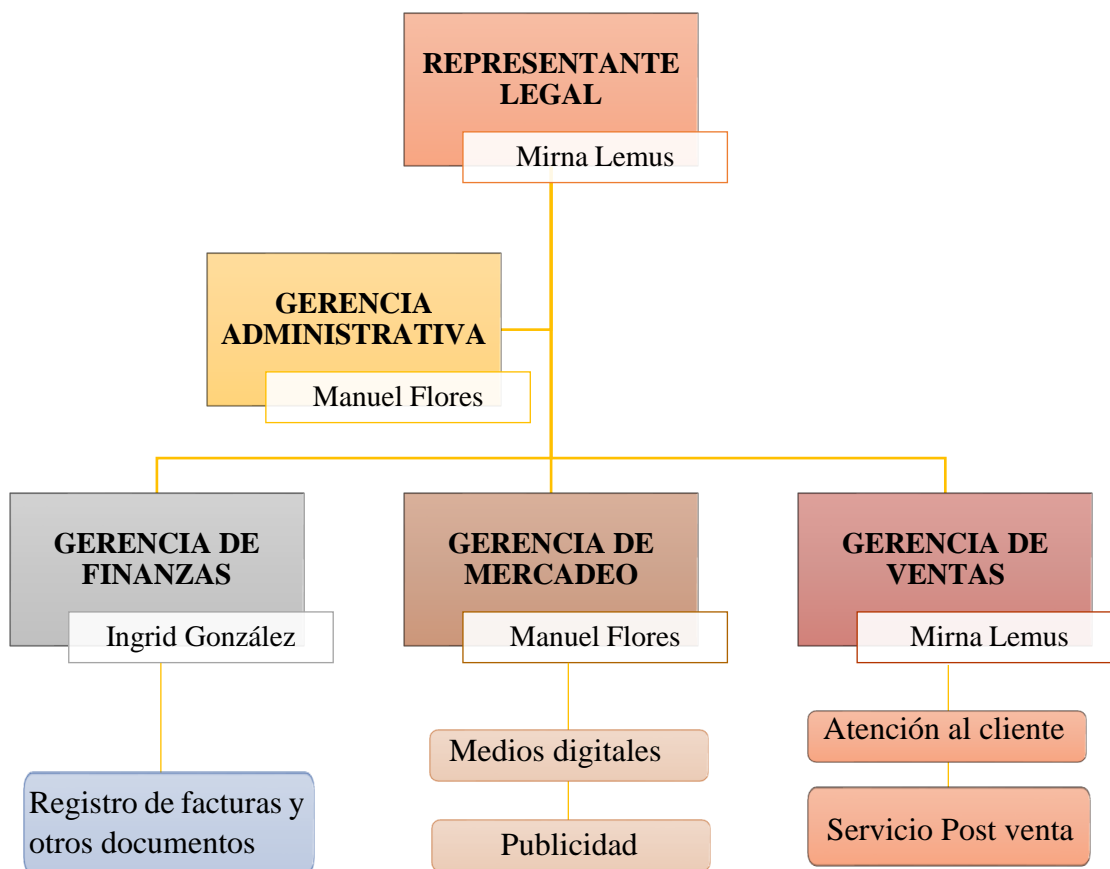 REPRESENTANTE
LEGAL
Mirna Lemus
GERENCIA
ADMINISTRATIVA
Manuel Flores
GERENCIA DE
FINANZAS
Ingrid González
GERENCIA DE
MERCADEO
Manuel Flores
GERENCIA DE
VENTAS
Mirna Lemus
Registro de facturas y
otros documentos
Medios digitales
Publicidad
Atención al cliente
Servicio Post venta